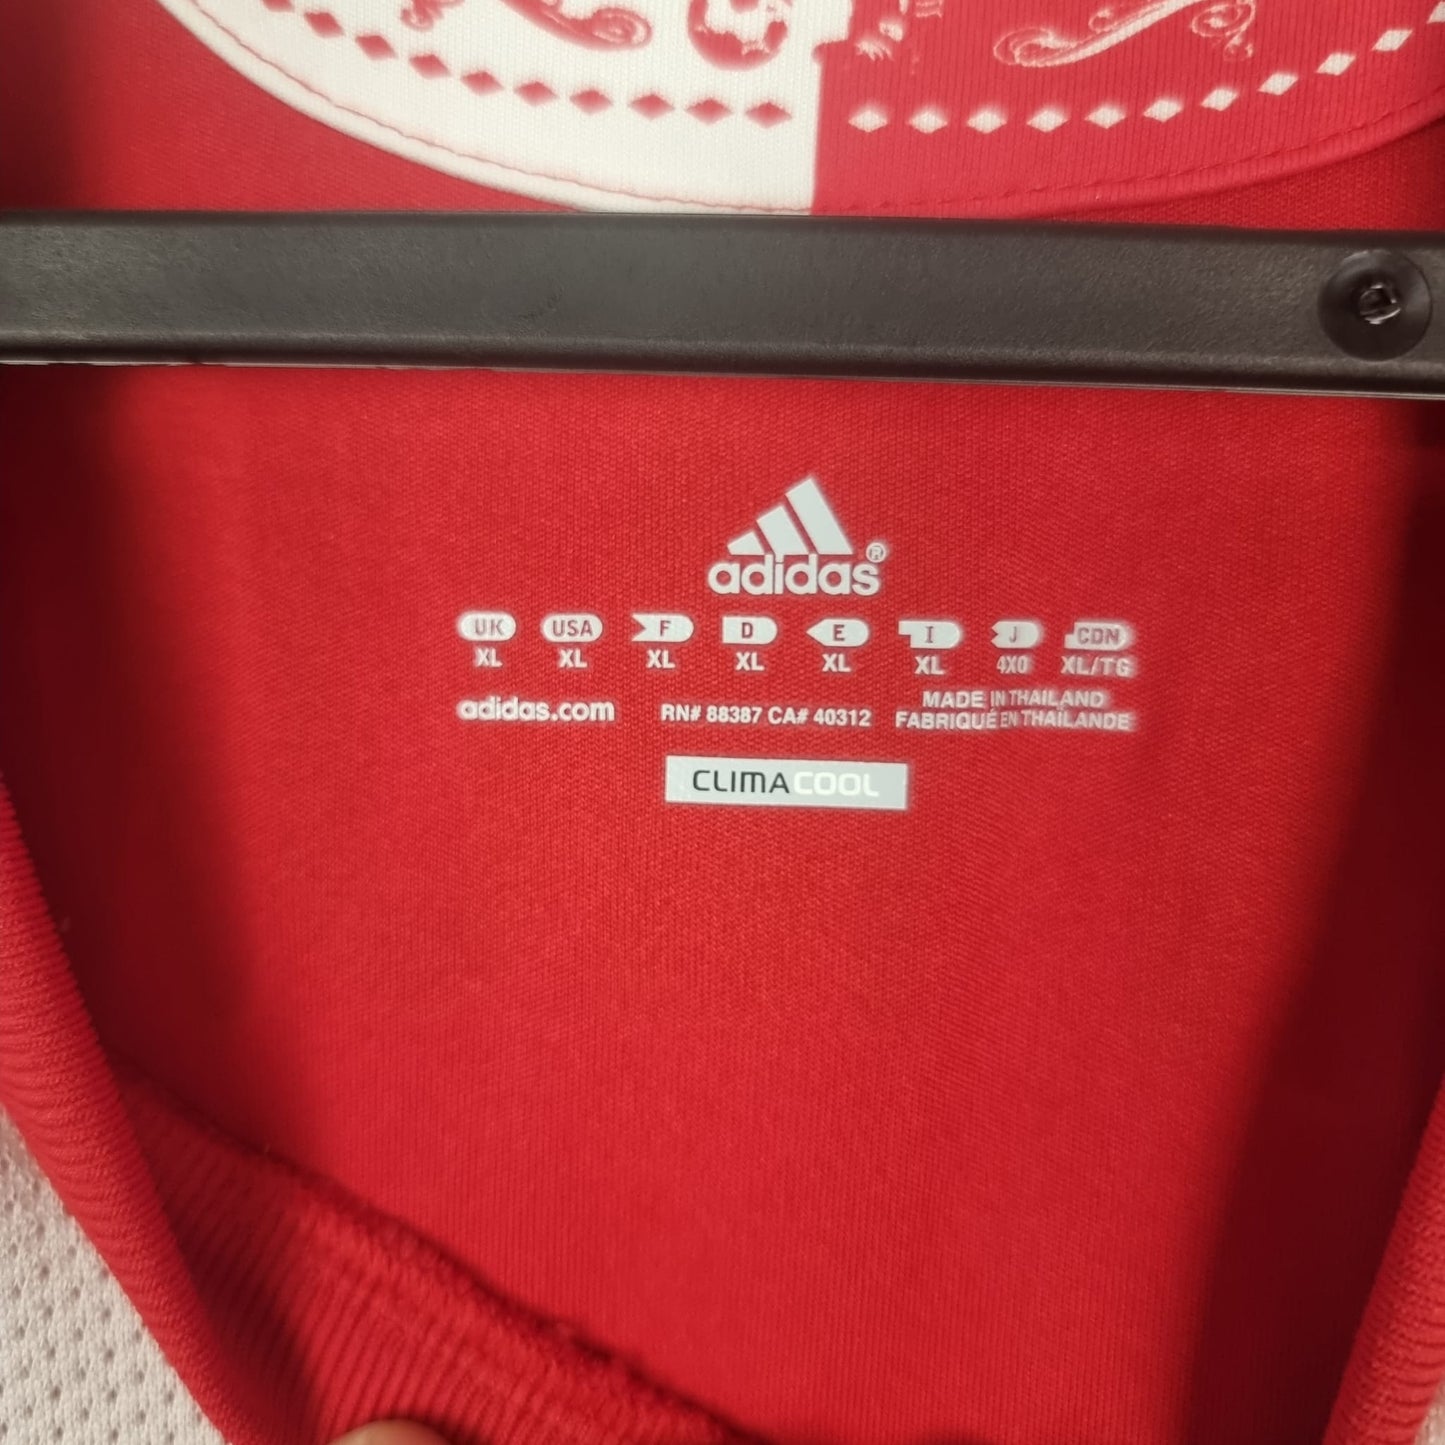 adidas®
UK USA F D E I J CDN
XL XL XL XL XL XL 4XO XL/TG
adidas.com RN# 88387 CA# 40312 MADE IN THAILAND
FABRIQUÉ EN THAÏLANDE
CLIMACOOL